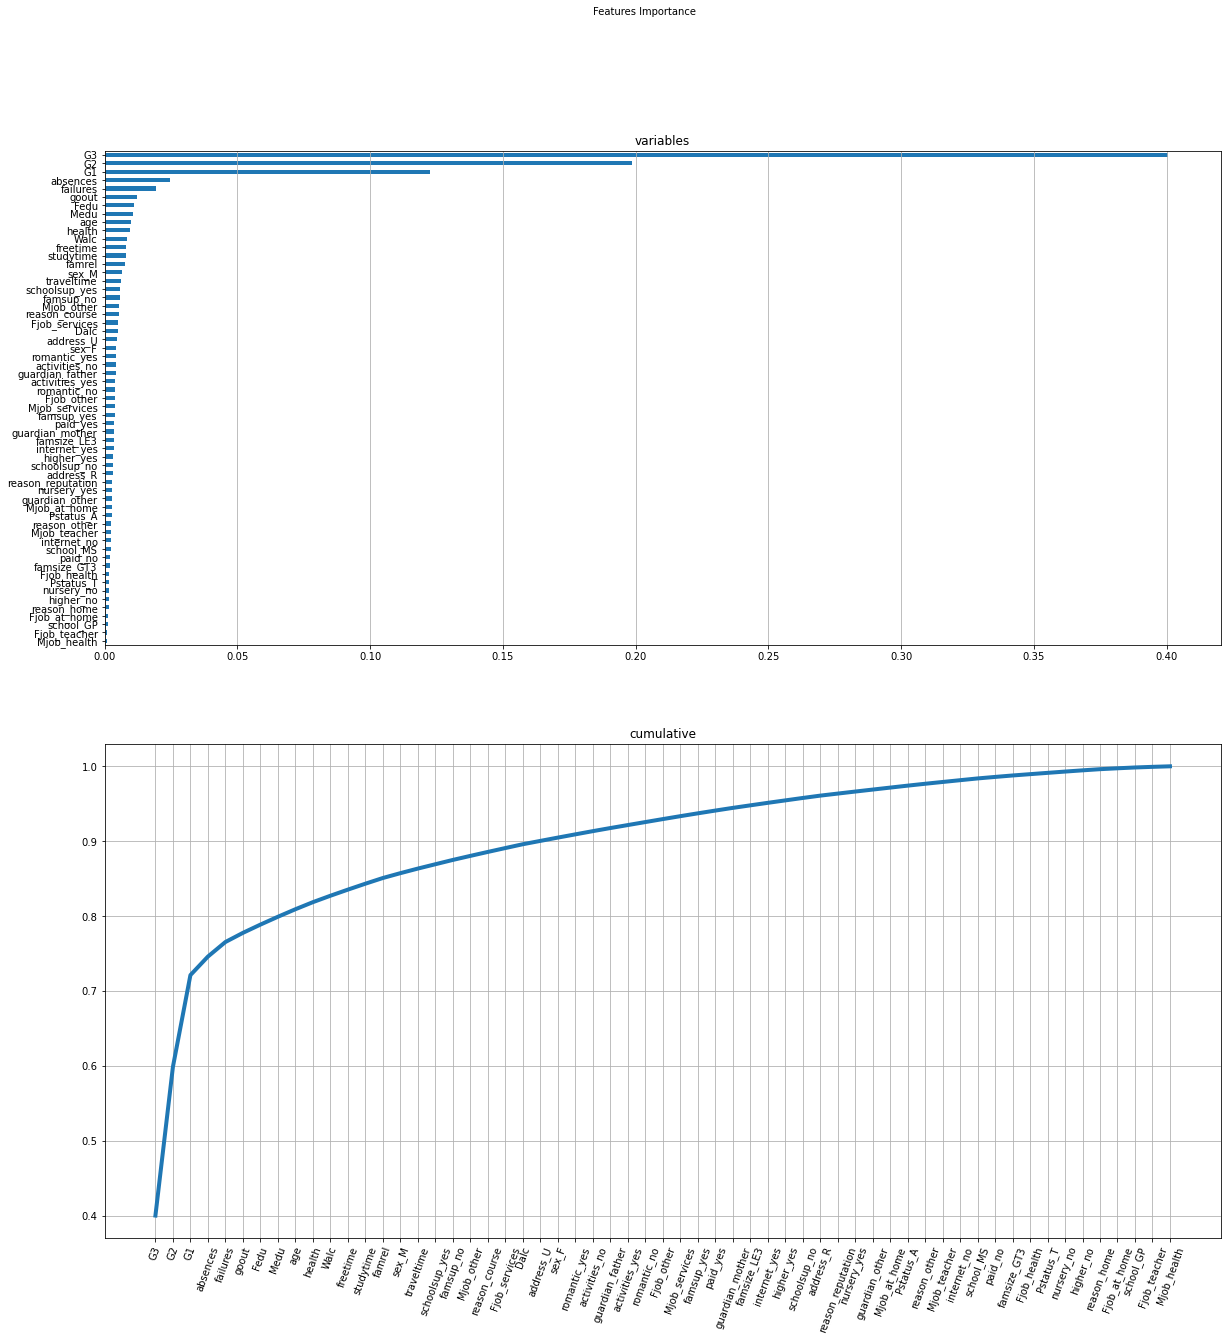 Features Importance
variables
G3
G2
G1
absences
failures
goout
Fedu
Medu
age
health
Walc
freetime
studytime
famrel
sex_M
traveltime
schoolsup_yes
famsup_no
Mjob_other
reason_course
Fjob_services
Dalc
address_U
sex_F
romantic_yes
activities_no
guardian_father
activities_yes
romantic_no
Fjob_other
Mjob_services
famsup_yes
paid_yes
guardian_mother
famsize_LE3
internet_yes
higher_yes
schoolsup_no
address_R
reason_reputation
nursery_yes
guardian_other
Mjob_at_home
Pstatus_A
reason_other
Mjob_teacher
internet_no
school_MS
paid_no
famsize_GT3
Fjob_health
Pstatus_T
nursery_no
higher_no
reason_home
Fjob_at_home
school_GP
Fjob_teacher
Mjob_health
0.00 0.05 0.10 0.15 0.20 0.25 0.30 0.35 0.40
cumulative
1.0
0.9
0.8
0.7
0.6
0.5
0.4
G3
G2
G1
absences
failures
goout
Fedu
Medu
age
health
Walc
freetime
studytime
famrel
sex_M
traveltime
schoolsup_yes
famsup_no
Mjob_other
reason_course
Fjob_services
Dalc
address_U
sex_F
romantic_yes
activities_no
guardian_father
activities_yes
romantic_no
Fjob_other
Mjob_services
famsup_yes
paid_yes
guardian_mother
famsize_LE3
internet_yes
higher_yes
schoolsup_no
address_R
reason_reputation
nursery_yes
guardian_other
Mjob_at_home
Pstatus_A
reason_other
Mjob_teacher
internet_no
school_MS
paid_no
famsize_GT3
Fjob_health
Pstatus_T
nursery_no
higher_no
reason_home
Fjob_at_home
school_GP
Fjob_teacher
Mjob_health